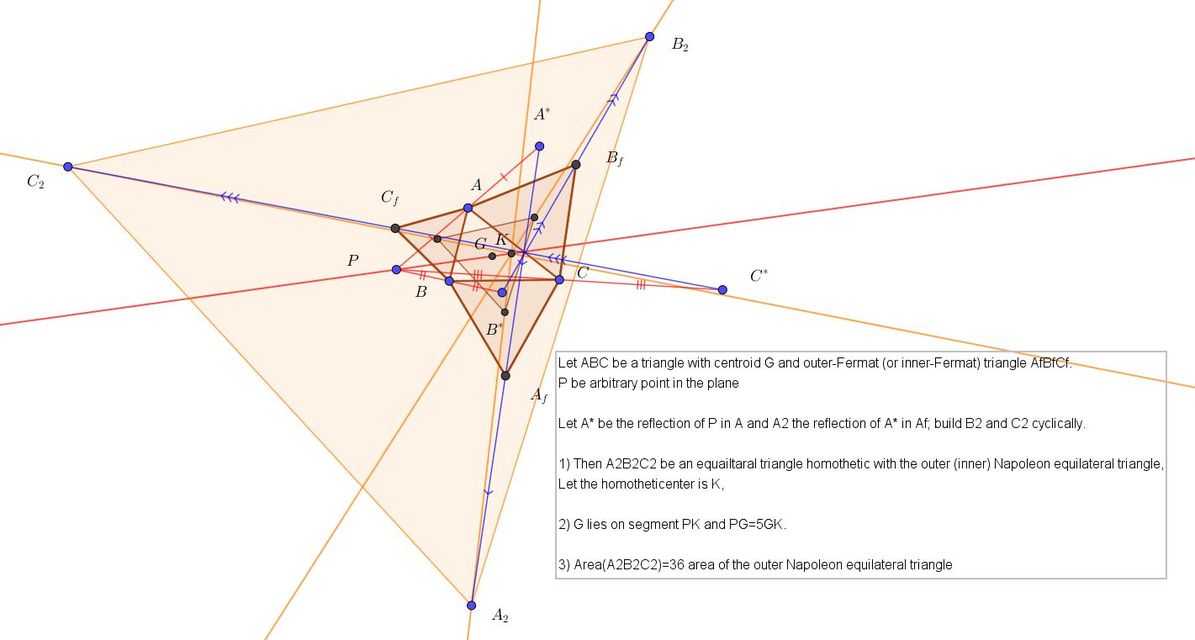 B₂
A*
B_f
C₂
A
C_f
G K
P
C
C*
B
B*
A_f
Let ABC be a triangle with centroid G and outer-Fermat (or inner-Fermat) triangle AfBfCf.
P be arbitrary point in the plane
Let A* be the reflection of P in A and A2 the reflection of A* in Af; build B2 and C2 cyclically.
1) Then A2B2C2 be an equailtaral triangle homothetic with the outer (inner) Napoleon equilateral triangle,
Let the homotheticenter is K,
2) G lies on segment PK and PG=5GK.
3) Area(A2B2C2)=36 area of the outer Napoleon equilateral triangle
A₂